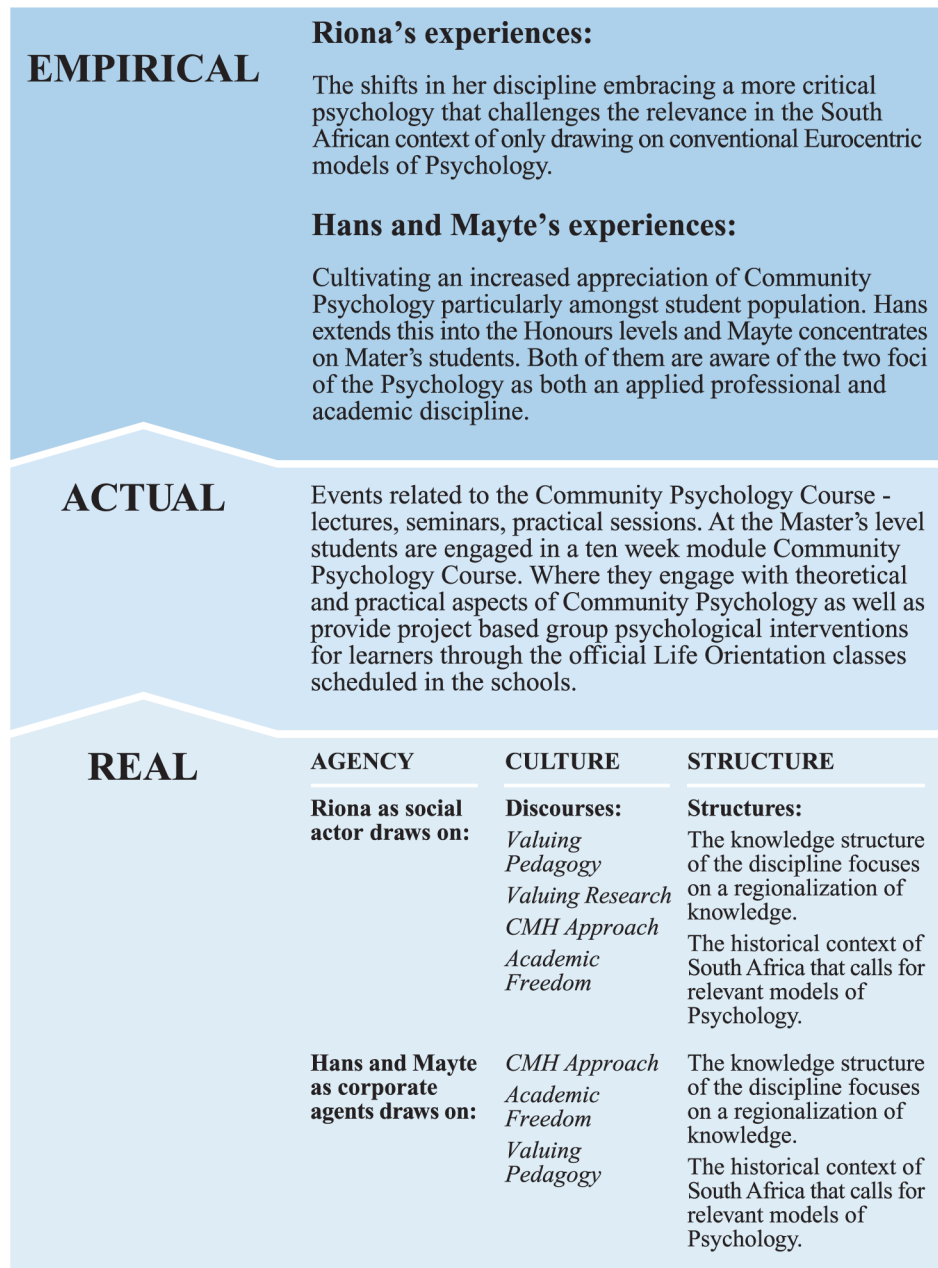 EMPIRICAL
Riona's experiences:
The shifts in her discipline embracing a more critical
psychology that challenges the relevance in the South
African context of only drawing on conventional Eurocentric
models of Psychology.
Hans and Mayte's experiences:
Cultivating an increased appreciation of Community
Psychology particularly amongst student population. Hans
extends this into the Honours levels and Mayte concentrates
on Mater's students. Both of them are aware of the two foci
of the Psychology as both an applied professional and
academic discipline.
ACTUAL
Events related to the Community Psychology Course -
lectures, seminars, practical sessions. At the Master's level
students are engaged in a ten week module Community
Psychology Course. Where they engage with theoretical
and practical aspects of Community Psychology as well as
provide project based group psychological interventions
for learners through the official Life Orientation classes
scheduled in the schools.
REAL
AGENCY
CULTURE
STRUCTURE
Riona as social
actor draws on:
Discourses:
Valuing
Pedagogy
Valuing Research
CMH Approach
Academic
Freedom
Structures:
The knowledge structure
of the discipline focuses
on a regionalization of
knowledge.
The historical context of
South Africa that calls for
relevant models of
Psychology.
Hans and Mayte
as corporate
agents draws on:
CMH Approach
Academic
Freedom
Valuing
Pedagogy
The knowledge structure
of the discipline focuses
on a regionalization of
knowledge.
The historical context of
South Africa that calls for
relevant models of
Psychology.